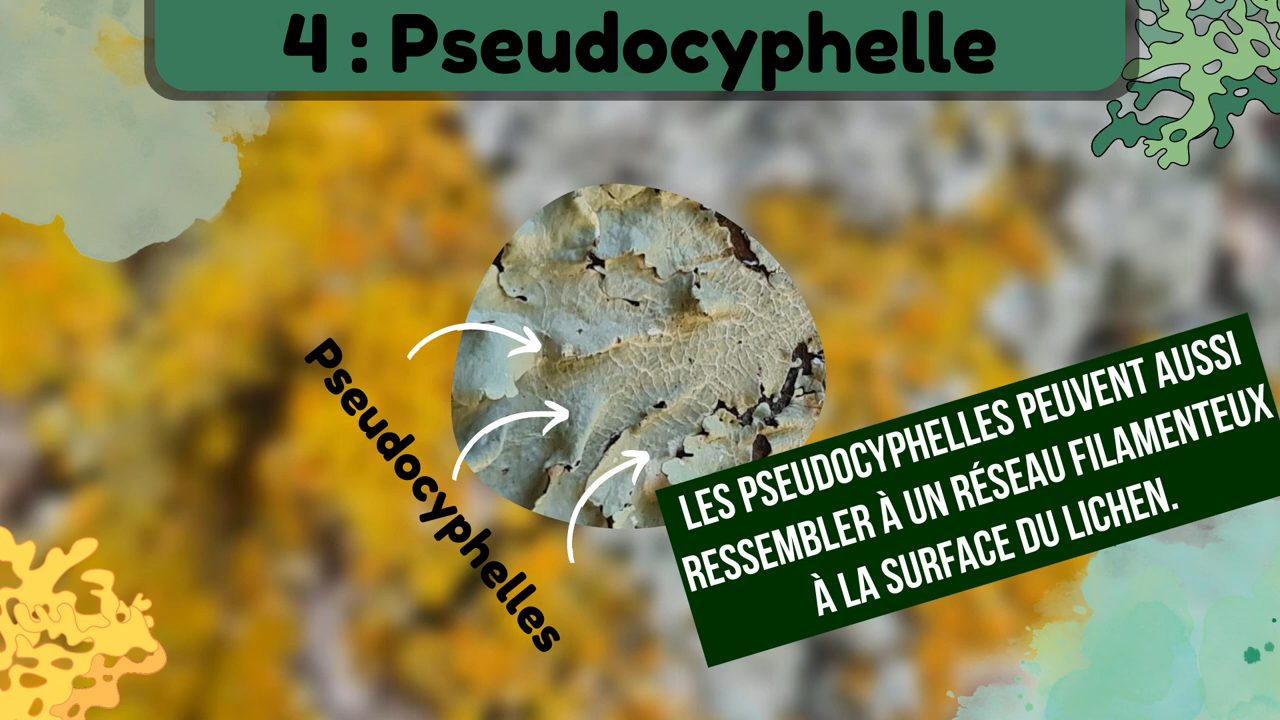 4 : Pseudocyphelle
Pseudocyphelles
LES PSEUDOCYPHELLES PEUVENT AUSSI
RESSEMBLER À UN RÉSEAU FILAMENTEUX
À LA SURFACE DU LICHEN.